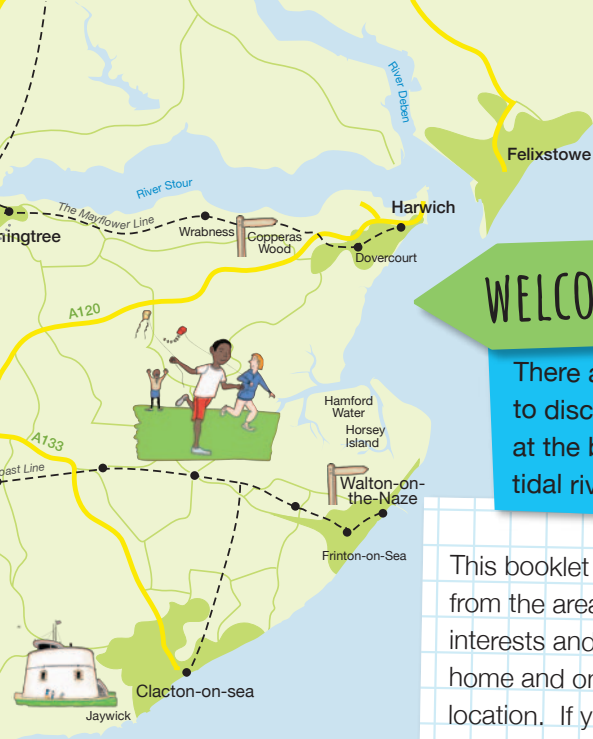 River Deben
Felixstowe
River Stour
The Mayflower Line
Harwich
ningtree
Wrabness
Copperas
Wood
Dovercourt
WELCO
A120
There a
to disc
at the b
tidal riv
Hamford
Water
Horsey
Island
A133
oast Line
Walton-on-
the-Naze
Frinton-on-Sea
This booklet
from the area
interests and
home and or
location. If y
Clacton-on-sea
Jaywick